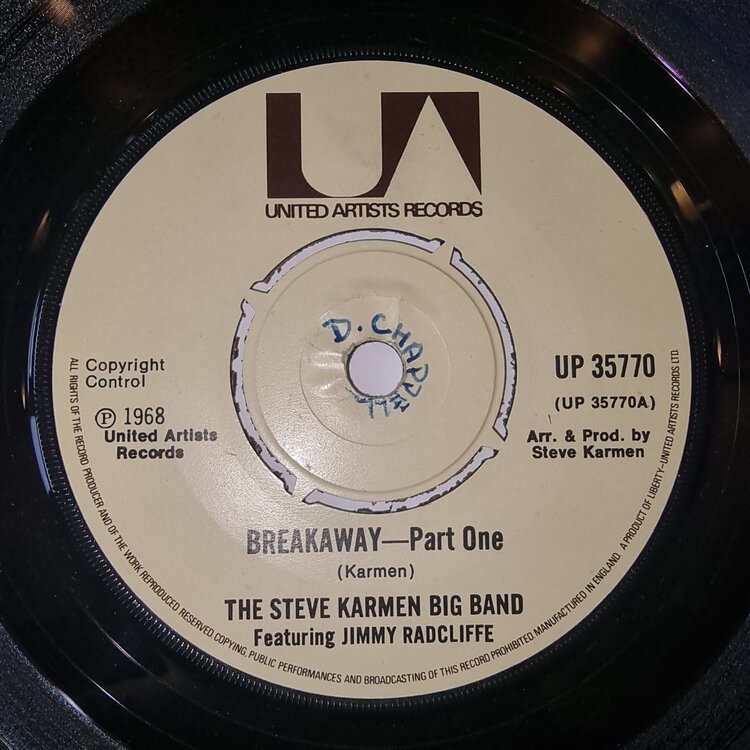 UA
UNITED ARTISTS RECORDS
D. CHAPPELL
Copyright
Control
Ⓟ 1968
United Artists
Records
UP 35770
(UP 35770A)
Arr. & Prod. by
Steve Karmen
BREAKAWAY—Part One
(Karmen)
THE STEVE KARMEN BIG BAND
Featuring JIMMY RADCLIFFE
ALL RIGHTS OF THE RECORD PRODUCER AND OF THE WORK REPRODUCED RESERVED. COPYING, PUBLIC PERFORMANCES AND BROADCASTING OF THIS RECORD PROHIBITED. MANUFACTURED IN ENGLAND. A PRODUCT OF LIBERTY–UNITED ARTISTS RECORDS LTD.